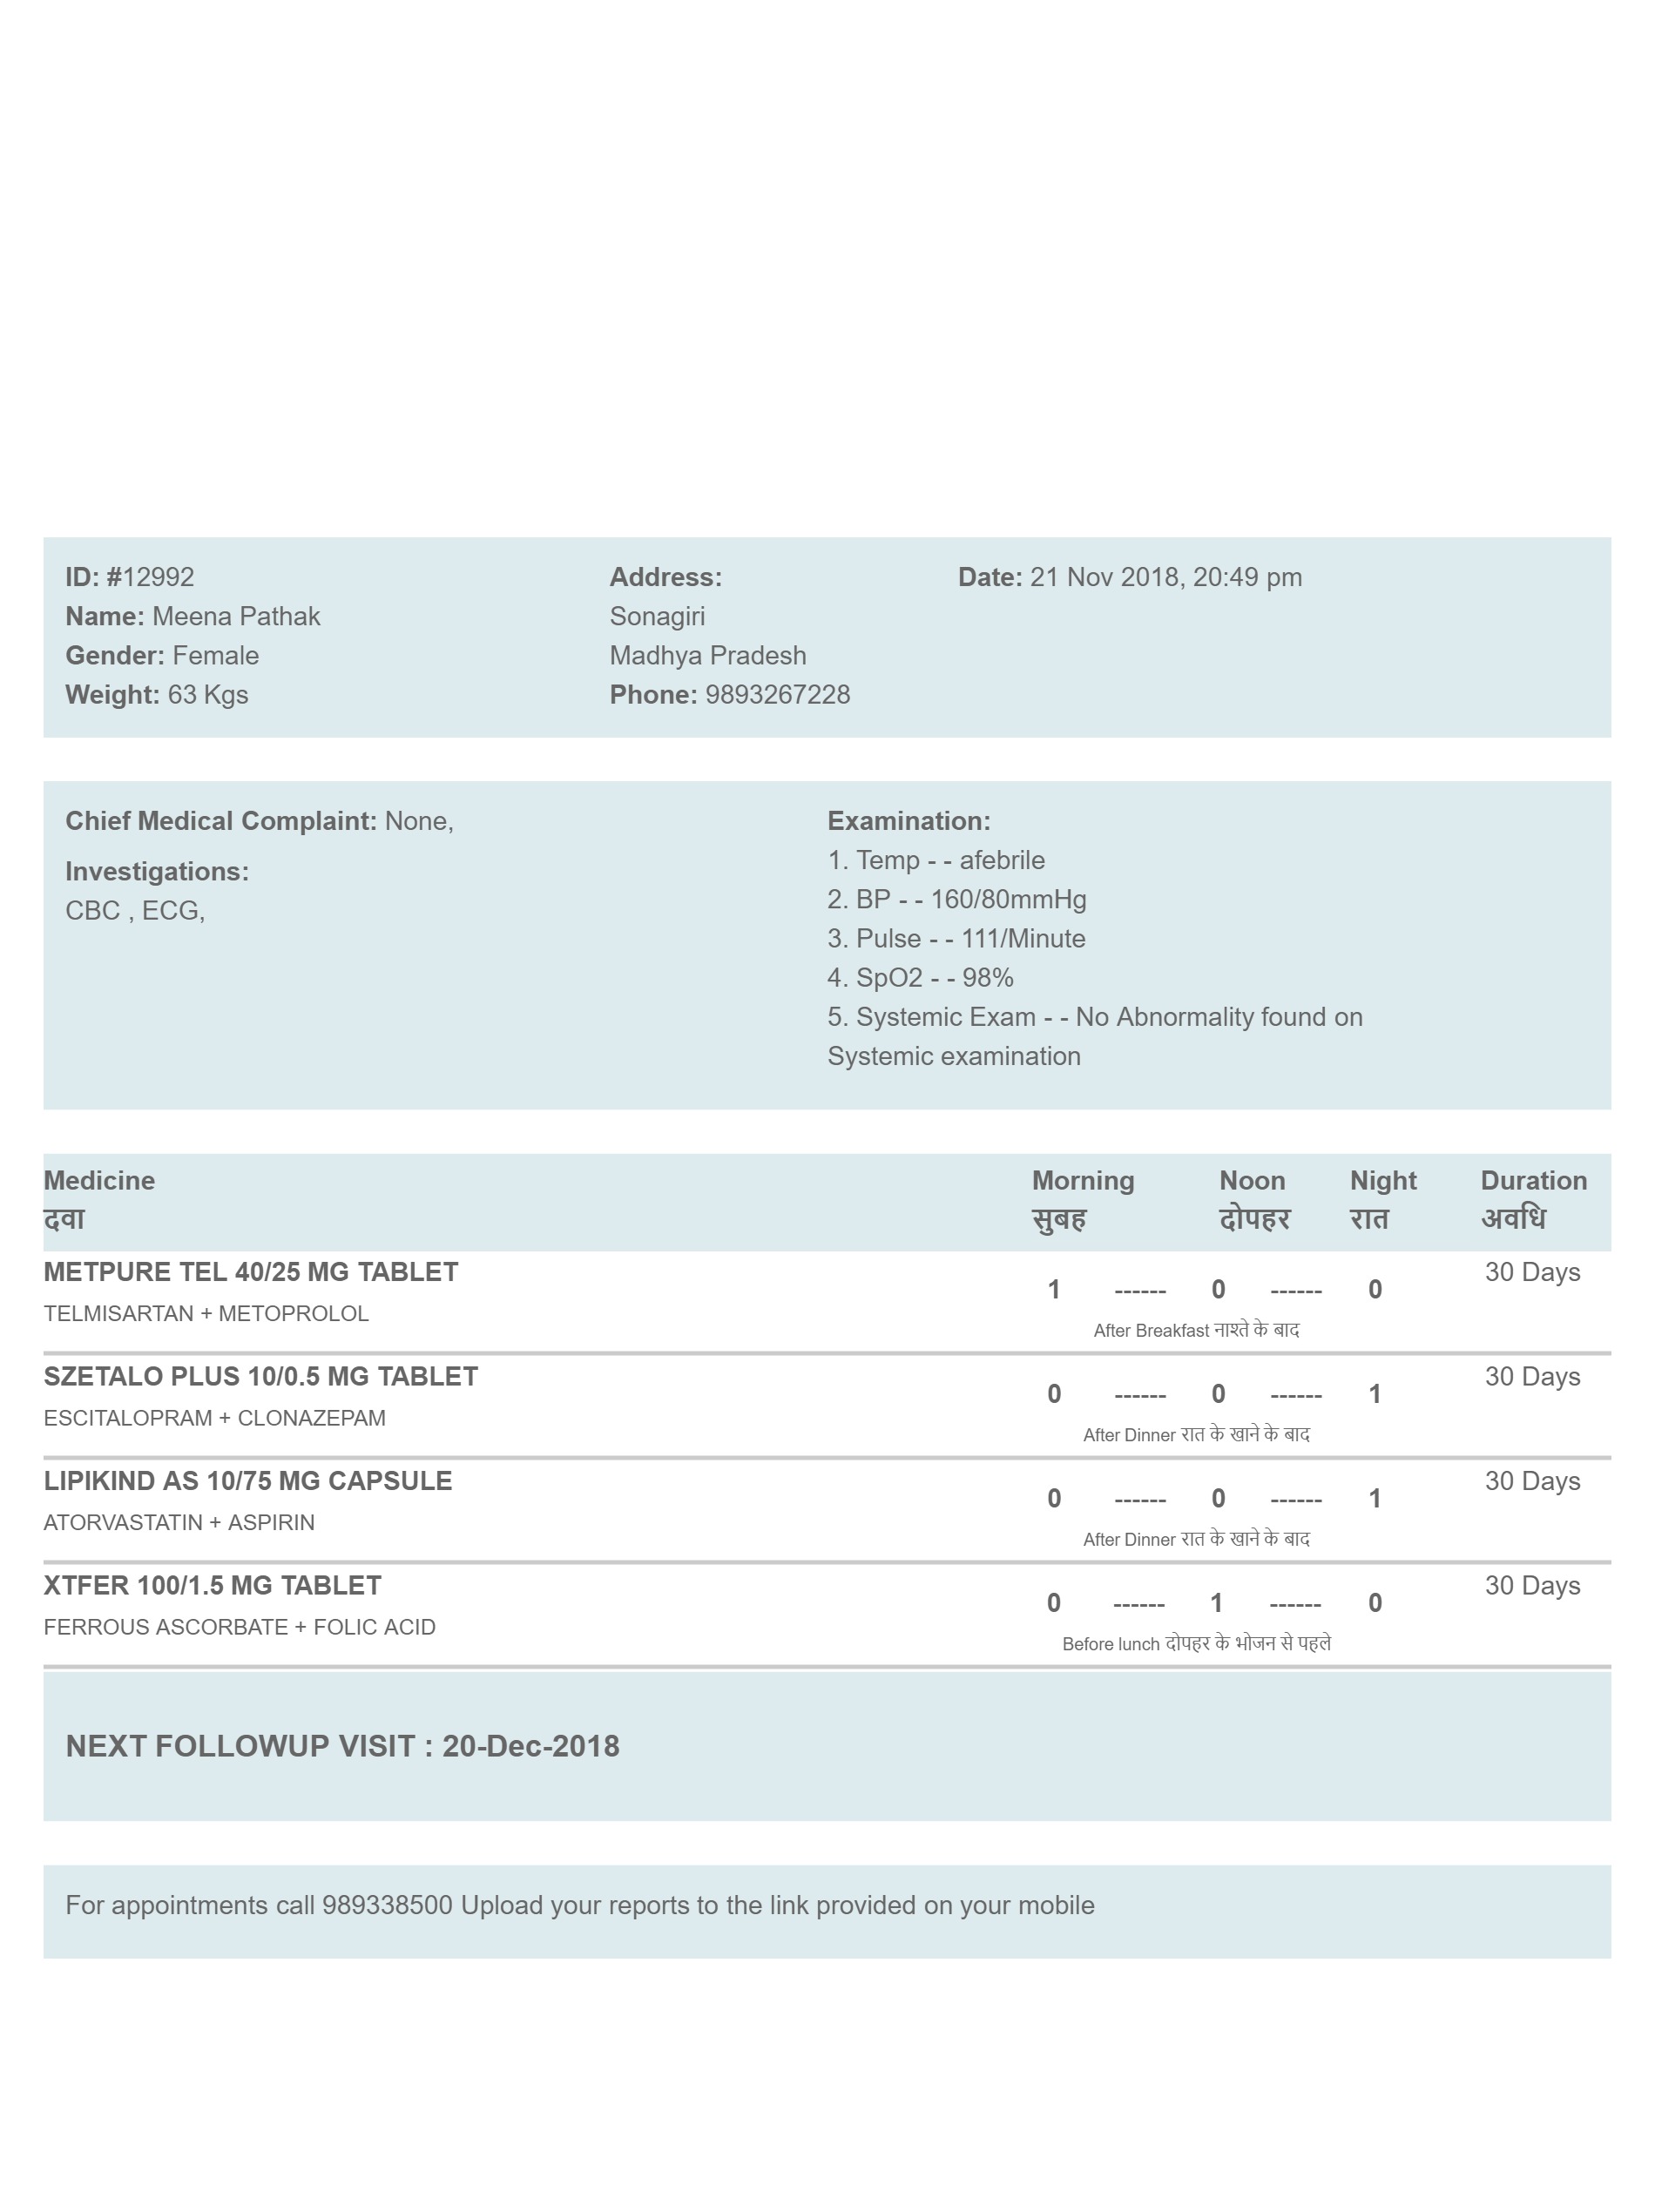 ID: #12992
Name: Meena Pathak
Gender: Female
Weight: 63 Kgs
Address:
Sonagiri
Madhya Pradesh
Phone: 9893267228
Date: 21 Nov 2018, 20:49 pm
Chief Medical Complaint: None,
Investigations:
CBC , ECG,
Examination:
1. Temp - - afebrile
2. BP - - 160/80mmHg
3. Pulse - - 111/Minute
4. SpO2 - - 98%
5. Systemic Exam - - No Abnormality found on
Systemic examination
Medicine Morning Noon Night Duration
दवा सुबह दोपहर रात अवधि
METPURE TEL 40/25 MG TABLET 30 Days
1 ------ 0 ------ 0
TELMISARTAN + METOPROLOL
After Breakfast नाश्ते के बाद
SZETALO PLUS 10/0.5 MG TABLET 30 Days
0 ------ 0 ------ 1
ESCITALOPRAM + CLONAZEPAM
After Dinner रात के खाने के बाद
LIPIKIND AS 10/75 MG CAPSULE 30 Days
0 ------ 0 ------ 1
ATORVASTATIN + ASPIRIN
After Dinner रात के खाने के बाद
XTFER 100/1.5 MG TABLET 30 Days
0 ------ 1 ------ 0
FERROUS ASCORBATE + FOLIC ACID
Before lunch दोपहर के भोजन से पहले
NEXT FOLLOWUP VISIT : 20-Dec-2018
For appointments call 989338500 Upload your reports to the link provided on your mobile